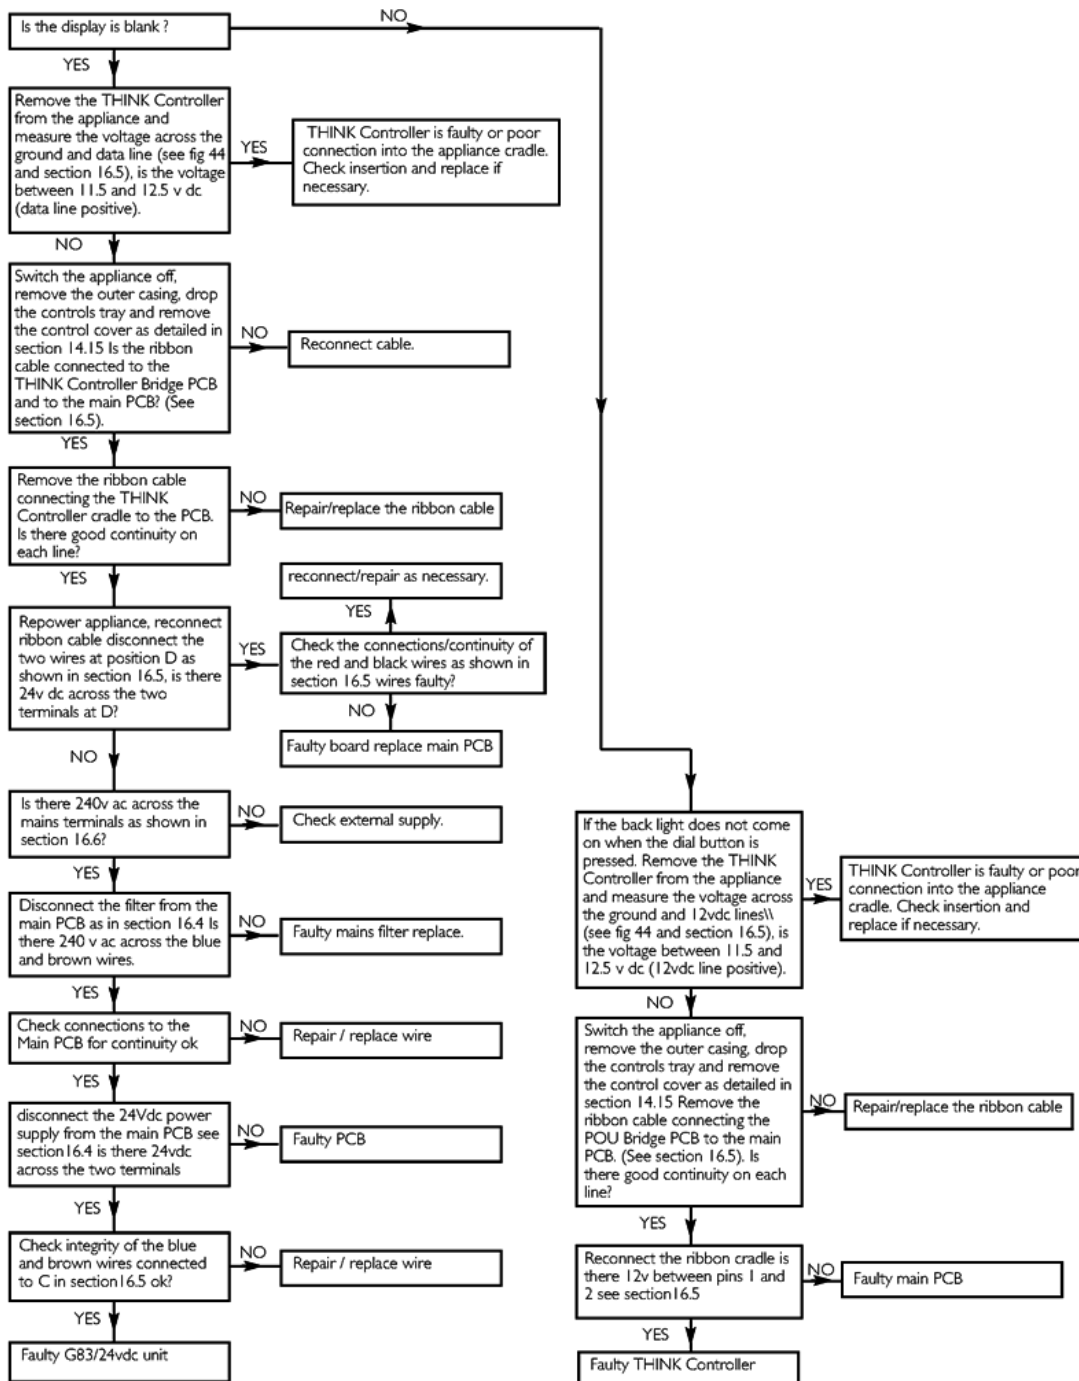 Is the display is blank ?
NO
YES
Remove the THINK Controller
from the appliance and
measure the voltage across the
ground and data line (see fig 44
and section 16.5), is the voltage
between 11.5 and 12.5 v dc
(data line positive).
YES
THINK Controller is faulty or poor
connection into the appliance cradle.
Check insertion and replace if
necessary.
NO
Switch the appliance off,
remove the outer casing, drop
the controls tray and remove
the control cover as detailed in
section 14.15 Is the ribbon
cable connected to the
THINK Controller Bridge PCB
and to the main PCB? (See
section 16.5).
NO
Reconnect cable.
YES
Remove the ribbon cable
connecting the THINK
Controller cradle to the PCB.
Is there good continuity on
each line?
NO
Repair/replace the ribbon cable
YES
reconnect/repair as necessary.
YES
Repower appliance, reconnect
ribbon cable disconnect the
two wires at position D as
shown in section 16.5, is there
24v dc across the two
terminals at D?
YES
Check the connections/continuity of
the red and black wires as shown in
section 16.5 wires faulty?
NO
Faulty board replace main PCB
NO
Is there 240v ac across the
mains terminals as shown in
section 16.6?
NO
Check external supply.
YES
Disconnect the filter from the
main PCB as in section 16.4 Is
there 240 v ac across the blue
and brown wires.
NO
Faulty mains filter replace.
YES
Check connections to the
Main PCB for continuity ok
NO
Repair / replace wire
YES
disconnect the 24Vdc power
supply from the main PCB see
section16.4 is there 24vdc
across the two terminals
NO
Faulty PCB
YES
Check integrity of the blue
and brown wires connected
to C in section16.5 ok?
NO
Repair / replace wire
YES
Faulty G83/24vdc unit
If the back light does not come
on when the dial button is
pressed. Remove the THINK
Controller from the appliance
and measure the voltage across
the ground and 12vdc lines\\
(see fig 44 and section 16.5), is
the voltage between 11.5 and
12.5 v dc (12vdc line positive).
YES
THINK Controller is faulty or poor
connection into the appliance
cradle. Check insertion and
replace if necessary.
NO
Switch the appliance off,
remove the outer casing, drop
the controls tray and remove
the control cover as detailed in
section 14.15 Remove the
ribbon cable connecting the
POU Bridge PCB to the main
PCB. (See section 16.5). Is
there good continuity on each
line?
NO
Repair/replace the ribbon cable
YES
Reconnect the ribbon cradle is
there 12v between pins 1 and
2 see section16.5
NO
Faulty main PCB
YES
Faulty THINK Controller